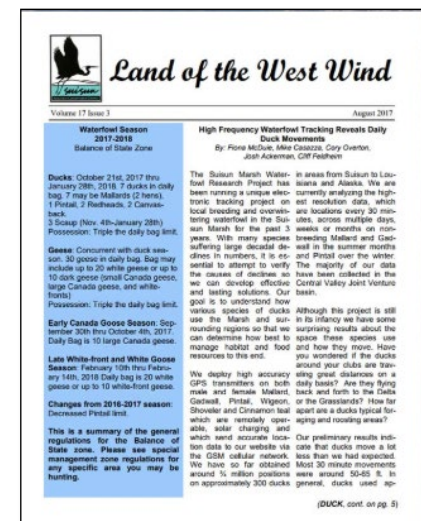 Land of the West Wind
Volume 17 Issue 3
August 2017
Waterfowl Season
2017-2018
Balance of State Zone
Ducks: October 21st, 2017 thru
January 28th, 2018. 7 ducks in daily
bag. 7 may be Mallards (2 hens),
1 Pintail, 2 Redheads, 2 Canvas-
back.
3 Scaup (Nov. 4th-January 28th)
Possession: Triple the daily bag limit.
Geese: Concurrent with duck sea-
son. 30 geese in daily bag. Bag may
include up to 20 white geese or up to
10 dark geese (small Canada geese,
large Canada geese, and white-
fronts)
Possession: Triple the daily bag limit.
Early Canada Goose Season: Sep-
tember 30th thru October 4th, 2017.
Daily Bag is 10 large Canada geese.
Late White-front and White Goose
Season: February 10th thru Febru-
ary 14th, 2018 Daily bag is 20 white
geese or up to 10 white-front geese.
Changes from 2016-2017 season:
Decreased Pintail limit.
This is a summary of the general
regulations for the Balance of
State zone. Please see special
management zone regulations for
any specific area you may be
hunting.
High Frequency Waterfowl Tracking Reveals Daily
Duck Movements
By: Fiona McDuie, Mike Casazza, Cory Overton,
Josh Ackerman, Cliff Feldheim
The Suisun Marsh Water-
fowl Research Project has
been running a unique elec-
tronic tracking project on
local breeding and overwin-
tering waterfowl in the Sui-
sun Marsh for the past 3
years. With many species
suffering large decadal de-
clines in numbers, it is es-
sential to attempt to verify
the causes of declines so
we can develop effective
and lasting solutions. Our
goal is to understand how
various species of ducks
use the Marsh and sur-
rounding regions so that we
can determine how best to
manage habitat and food
resources to this end.
We deploy high accuracy
GPS transmitters on both
male and female Mallard,
Gadwall, Pintail, Wigeon,
Shoveler and Cinnamon teal
which are remotely oper-
able, solar charging and
which send accurate loca-
tion data to our website via
the GSM cellular network.
We have so far obtained
around ¾ million positions
on approximately 300 ducks
in areas from Suisun to Lou-
isiana and Alaska. We are
currently analyzing the high-
est resolution data, which
are locations every 30 min-
utes, across multiple days,
weeks or months on non-
breeding Mallard and Gad-
wall in the summer months
and Pintail over the winter.
The majority of our data
have been collected in the
Central Valley Joint Venture
basin.
Although this project is still
in its infancy we have some
surprising results about the
space these species use
and how they move. Have
you wondered if the ducks
around your clubs are trav-
eling great distances on a
daily basis? Are they flying
back and forth to the Delta
or the Grasslands? How far
apart are a ducks typical for-
aging and roosting areas?
Our preliminary results indi-
cate that ducks move a lot
less than we had expected.
Most 30 minute movements
were around 50-65 ft. In
general, ducks used ap-
(DUCK, cont. on pg. 5)